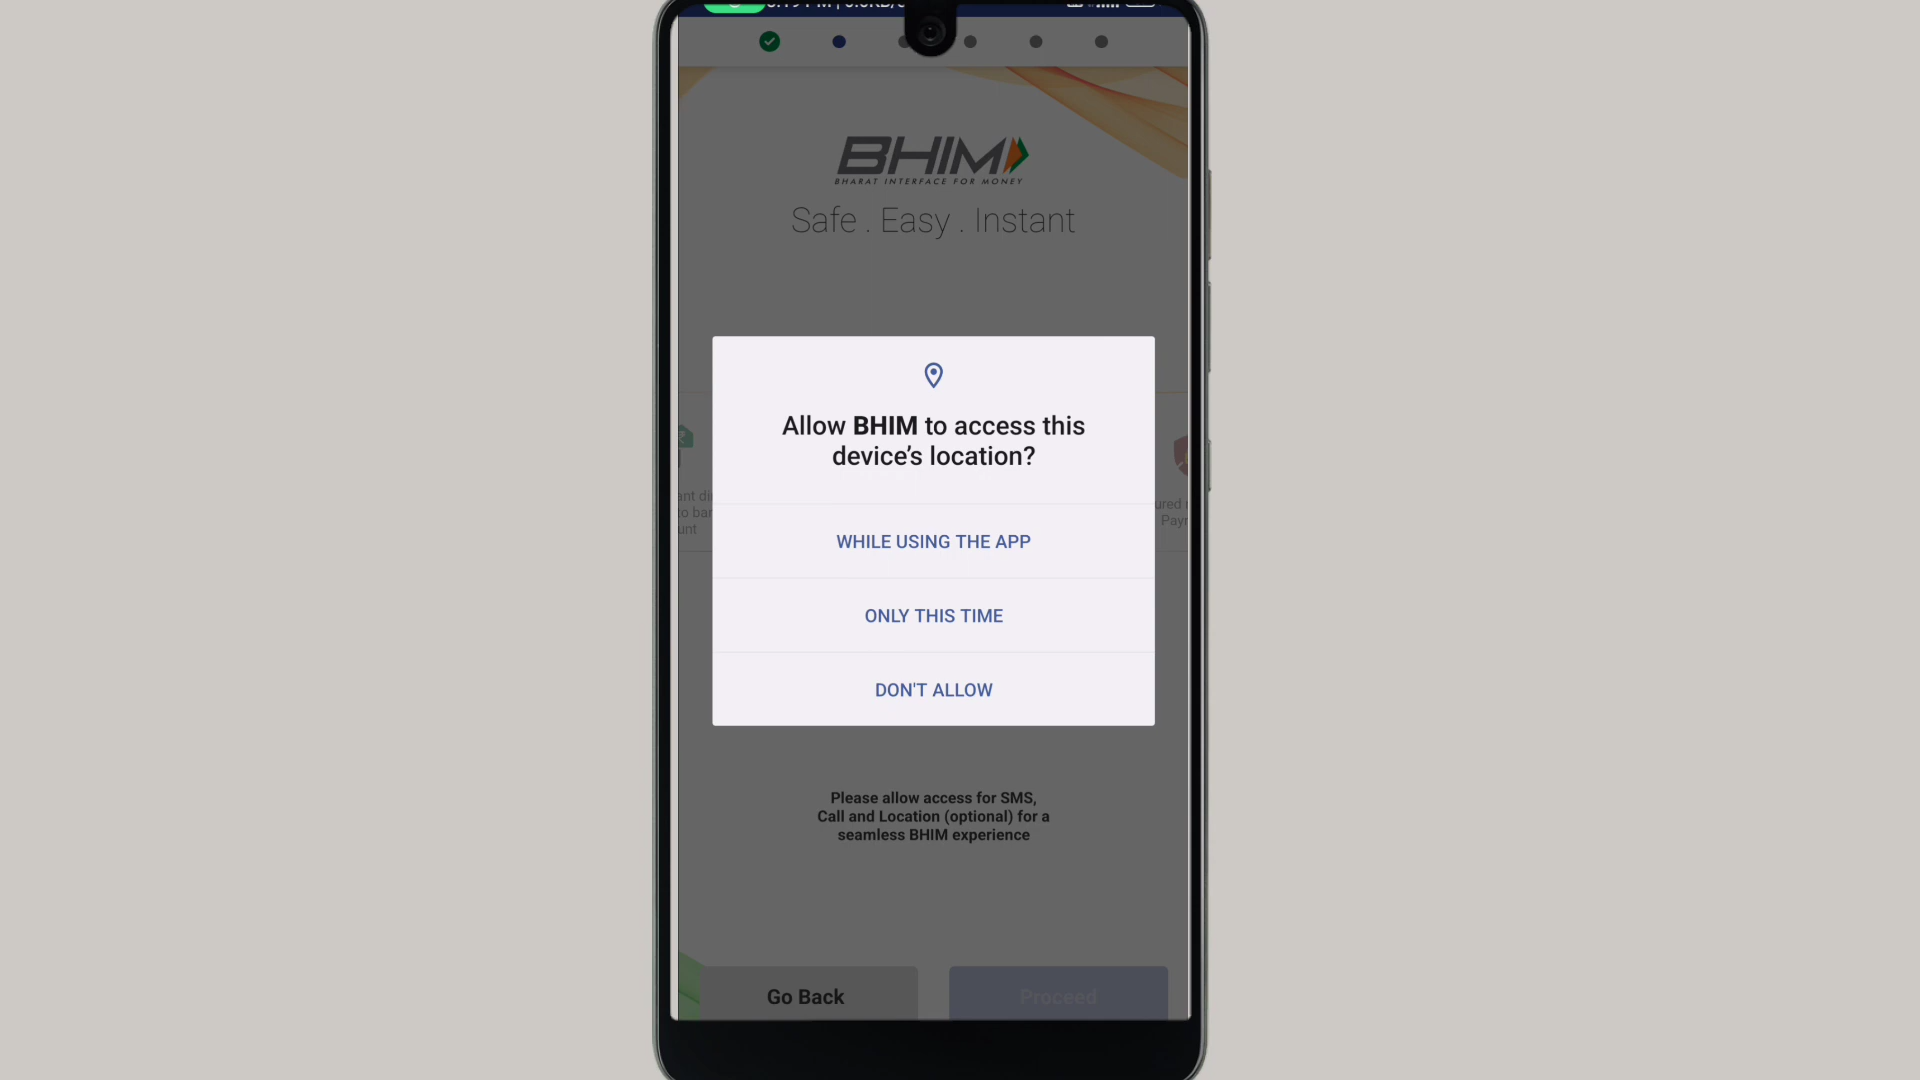 BHIM
BHARAT INTERFACE FOR MONEY
Safe . Easy . Instant
Allow BHIM to access this
device’s location?
WHILE USING THE APP
ONLY THIS TIME
DON'T ALLOW
Please allow access for SMS,
Call and Location (optional) for a
seamless BHIM experience
Go Back
Proceed